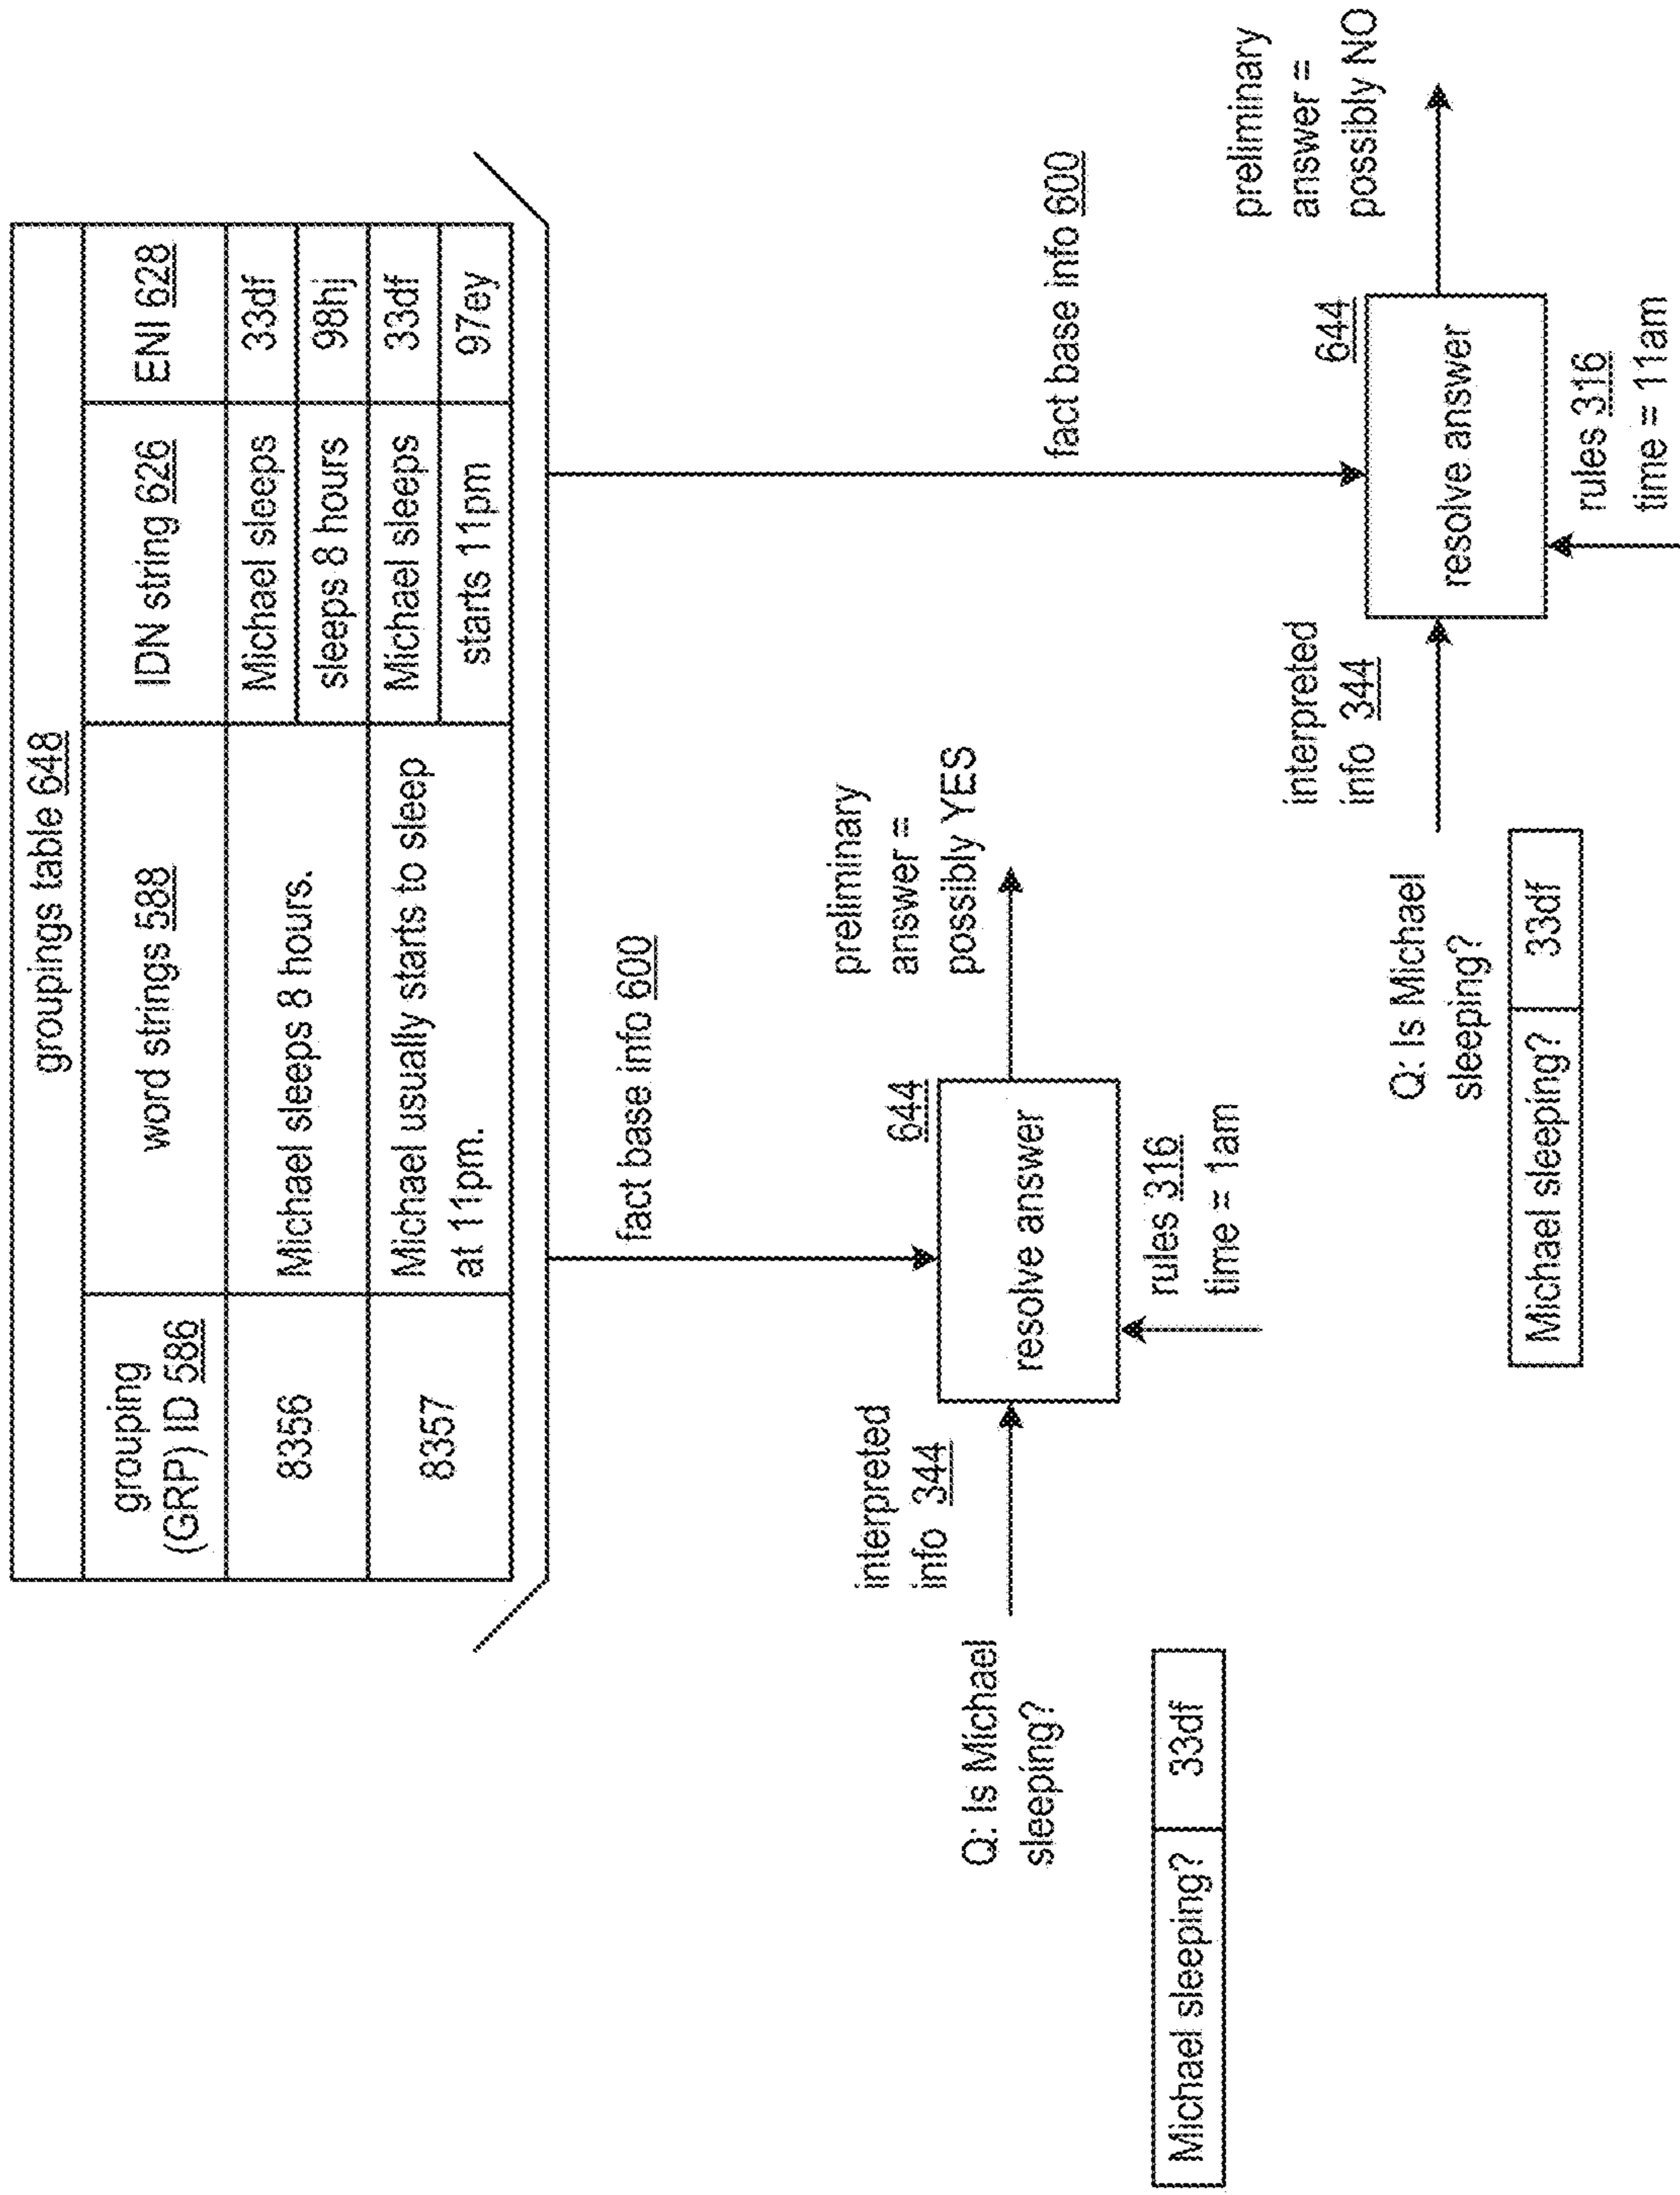 groupings table 648
grouping
(GRP) ID 586
word strings 588
IDN string 626
ENI 628
8356
Michael sleeps 8 hours.
Michael sleeps
33df
sleeps 8 hours
98hj
8357
Michael usually starts to sleep
at 11pm.
Michael sleeps
33df
starts 11pm
97ey
fact base info 600
fact base info 600
interpreted
info 344
644
preliminary
answer =
possibly YES
Q: Is Michael
sleeping?
resolve answer
rules 316
time = 1am
Michael sleeping?
33df
interpreted
info 344
644
preliminary
answer =
possibly NO
Q: Is Michael
sleeping?
resolve answer
rules 316
time = 11am
Michael sleeping?
33df